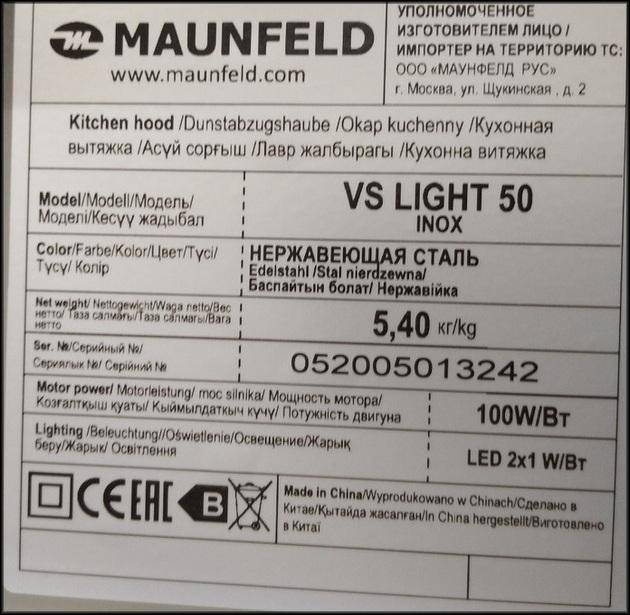 MAUNFELD
www.maunfeld.com
УПОЛНОМОЧЕННОЕ
ИЗГОТОВИТЕЛЕМ ЛИЦО /
ИМПОРТЕР НА ТЕРРИТОРИЮ ТС:
ООО «МАУНФЕЛД РУС»
г. Москва, ул. Щукинская , д. 2
Kitchen hood /Dunstabzugshaube /Okap kuchenny /Кухонная
вытяжка /Асүй сорғыш /Лавр жалбырагы /Кухонна витяжка
Model/Modell/Модель/
Моделі/Кесүү жадыбал
VS LIGHT 50
INOX
Color/Farbe/Kolor/Цвет/Түсі/
Түсү/ Колір
НЕРЖАВЕЮЩАЯ СТАЛЬ
Edelstahl /Stal nierdzewna/
Баспайтын болат/ Нержавійка
Net weight/ Nettogewicht/Waga netto/Вес
нетто/ Таза салмағы/Таза салмагы/Вага
нетто
5,40 кг/kg
Ser. №/Серийный №/
Сериялык №/ Серійний №
052005013242
Motor power/ Motorleistung/ moc silnika/ Мощность мотора/
Козғалтқыш қуаты/ Кыймылдаткыч күчү/ Потужність двигуна
100W/Вт
Lighting /Beleuchtung//Oświetlenie/Освещение/Жарық
беру/Жарык/ Освітлення
LED 2x1 W/Вт
CE EAC B
Made in China/Wyprodukowano w Chinach/Сделано в
Китае/Қытайда жасалған/In China hergestellt/Виготовлено
в Китаї